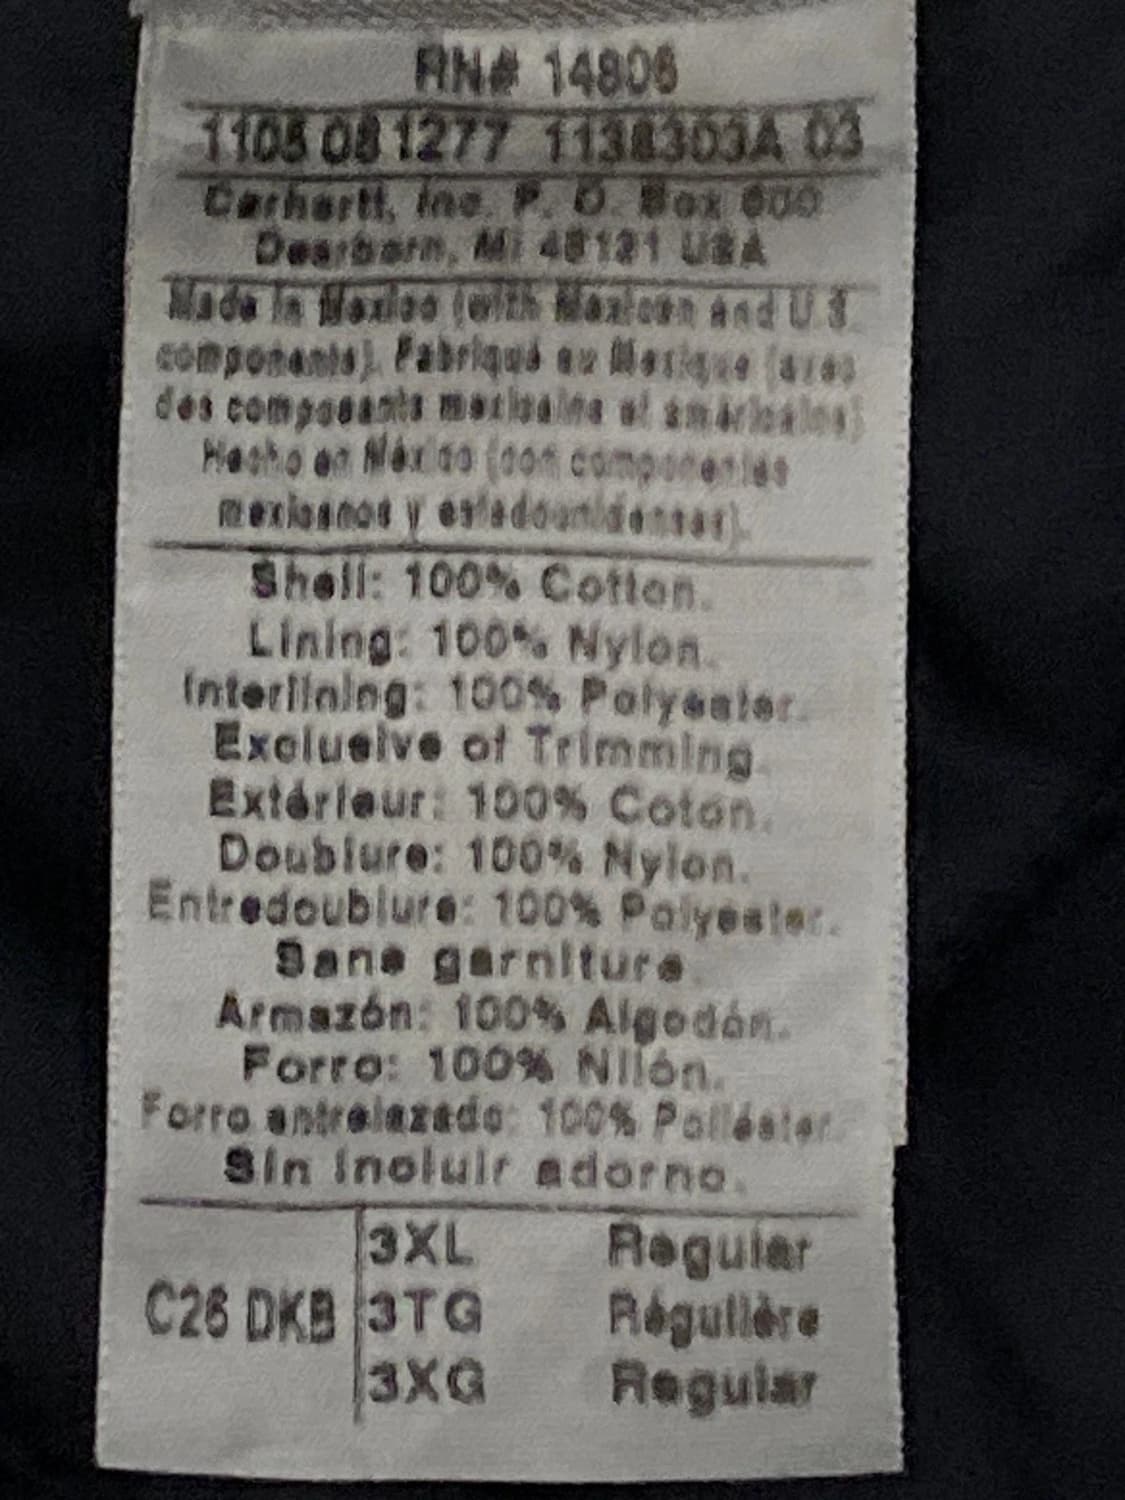 RN# 14806
1105 081277 1138303A 03
Carhartt, Inc. P. O. Box 600
Dearborn, MI 48121 USA
Made in Mexico (with Mexican and U.S.
components). Fabriqué au Mexique (avec
des composants mexicains et américains)
Hecho en México (con componentes
mexicanos y estadounidenses).
Shell: 100% Cotton.
Lining: 100% Nylon.
Interlining: 100% Polyester.
Exclusive of Trimming.
Extérieur: 100% Coton.
Doublure: 100% Nylon.
Entredoublure: 100% Polyester.
Sans garniture.
Armazón: 100% Algodón.
Forro: 100% Nilón.
Forro entrelazado: 100% Poliéster.
Sin incluir adorno.
3XL Regular
C26 DKB 3TG Régulière
3XG Regular